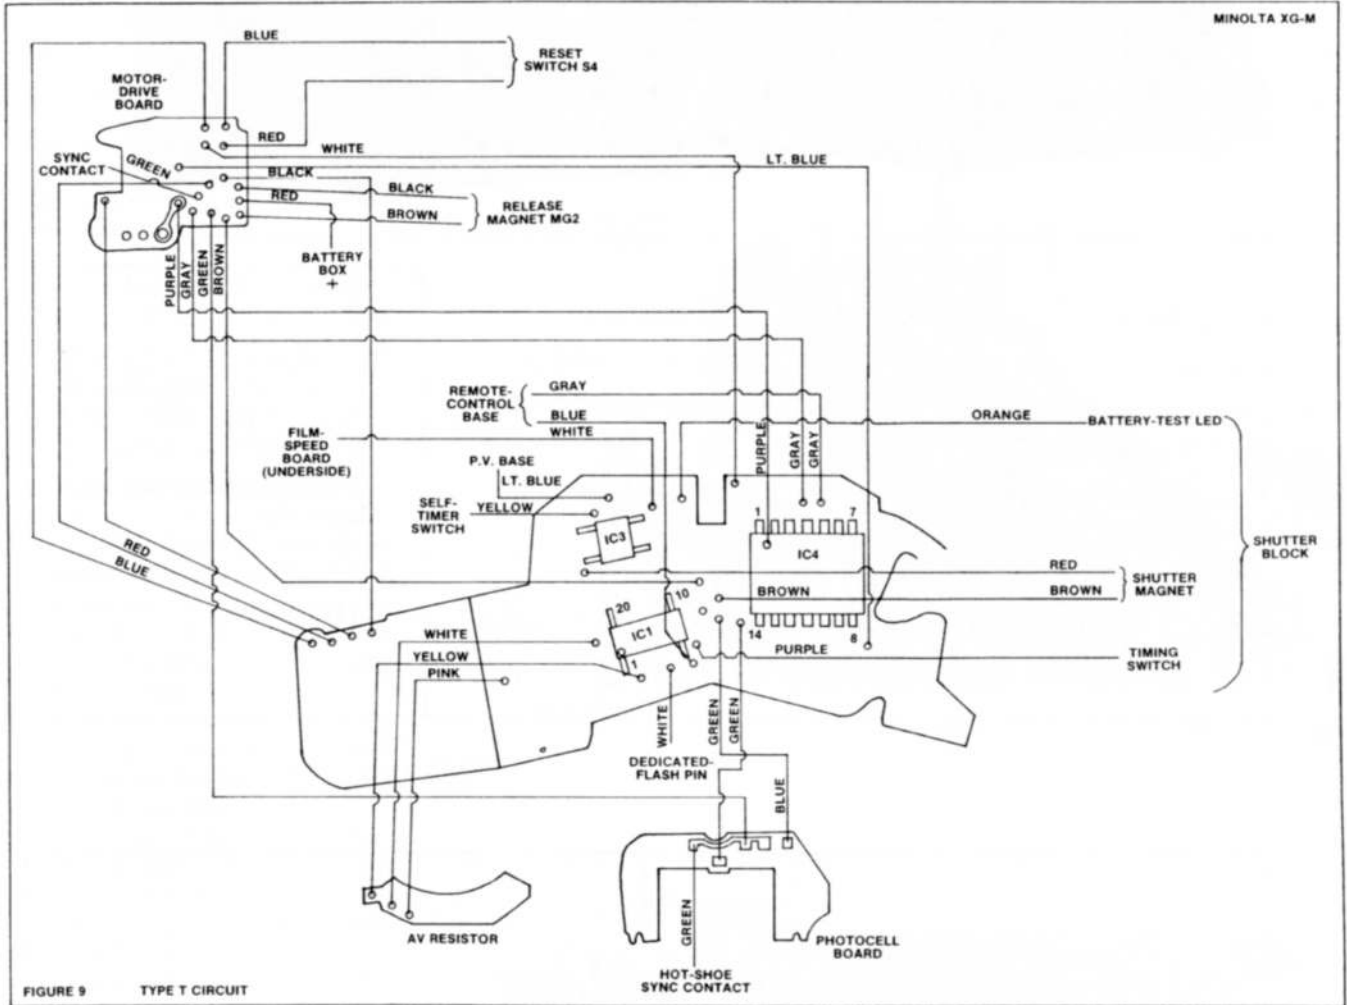 MINOLTA XG-M
BLUE
RESET
SWITCH S4
MOTOR-
DRIVE
BOARD
RED
WHITE
SYNC
CONTACT
GREEN
LT. BLUE
BLACK
BLACK
RED
RELEASE
MAGNET MG2
BROWN
BATTERY
BOX
+
PURPLE
GRAY
GREEN
BROWN
REMOTE-
CONTROL
BASE
GRAY
BLUE
WHITE
ORANGE
BATTERY-TEST LED
FILM-
SPEED
BOARD
(UNDERSIDE)
PURPLE
GRAY
GRAY
P.V. BASE
LT. BLUE
SELF-
TIMER
SWITCH
YELLOW
1
7
IC3
IC4
SHUTTER
BLOCK
RED
BLUE
RED
SHUTTER
MAGNET
BROWN
BROWN
10
20
IC1
1
14
8
WHITE
YELLOW
PINK
PURPLE
TIMING
SWITCH
WHITE
GREEN
GREEN
DEDICATED-
FLASH PIN
BLUE
AV RESISTOR
GREEN
PHOTOCELL
BOARD
HOT-SHOE
SYNC CONTACT
FIGURE 9 TYPE T CIRCUIT